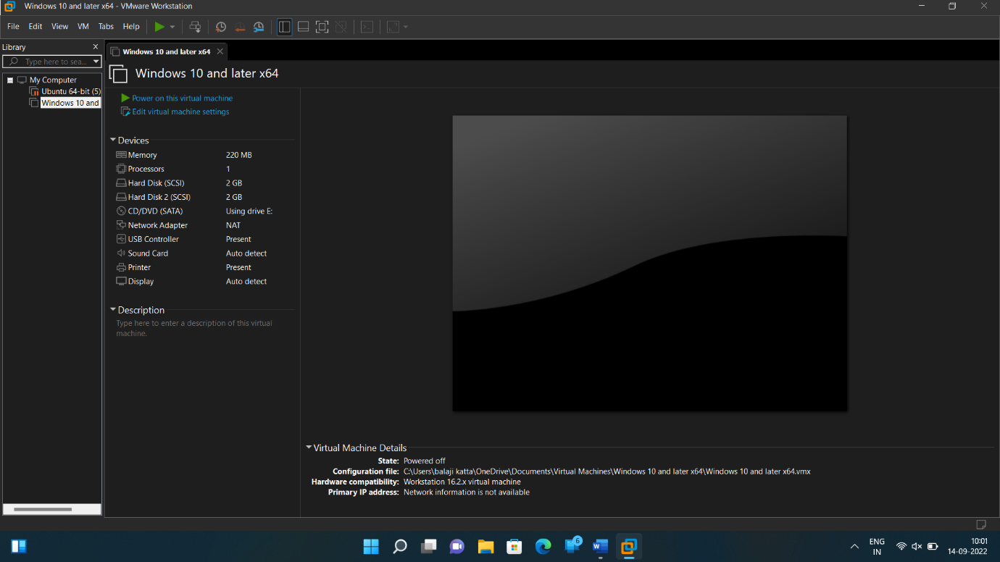 Windows 10 and later x64 - VMware Workstation
File Edit View VM Tabs Help
Library
Type here to sea...
My Computer
Ubuntu 64-bit (5)
Windows 10 and
Windows 10 and later x64
Windows 10 and later x64
Power on this virtual machine
Edit virtual machine settings
Devices
Memory 220 MB
Processors 1
Hard Disk (SCSI) 2 GB
Hard Disk 2 (SCSI) 2 GB
CD/DVD (SATA) Using drive E:
Network Adapter NAT
USB Controller Present
Sound Card Auto detect
Printer Present
Display Auto detect
Description
Type here to enter a description of this virtual
machine.
Virtual Machine Details
State: Powered off
Configuration file: C:\Users\balaji katta\OneDrive\Documents\Virtual Machines\Windows 10 and later x64\Windows 10 and later x64.vmx
Hardware compatibility: Workstation 16.2.x virtual machine
Primary IP address: Network information is not available
6
W
ENG
IN
10:01
14-09-2022